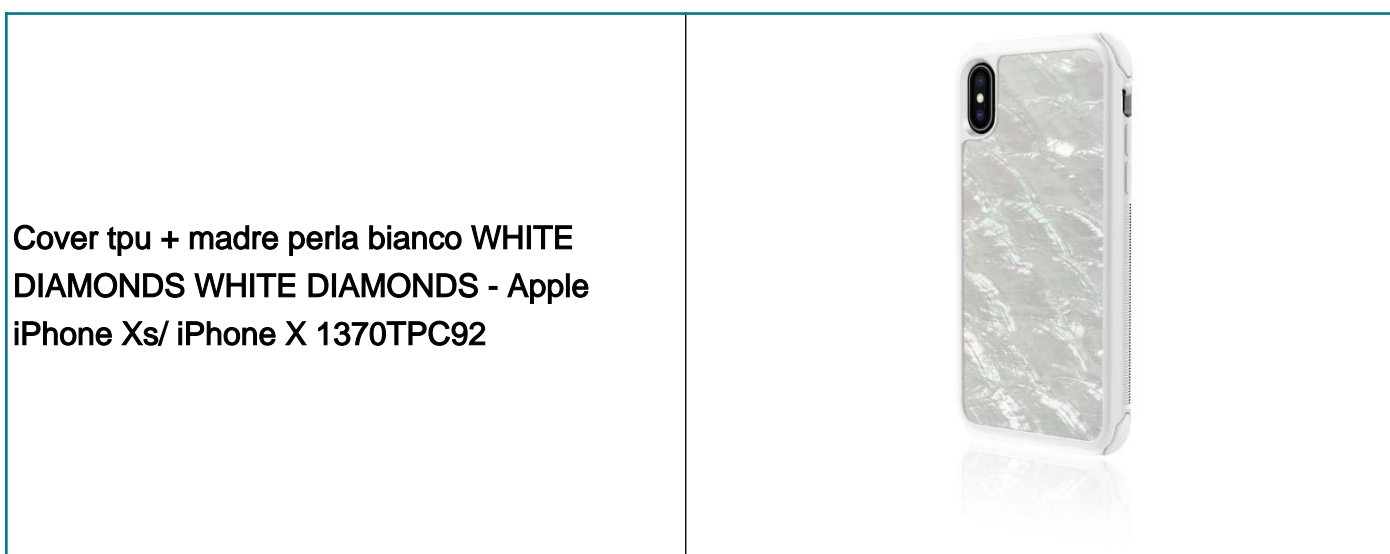 Cover tpu + madre perla bianco WHITE
DIAMONDS WHITE DIAMONDS - Apple
iPhone Xs/ iPhone X 1370TPC92